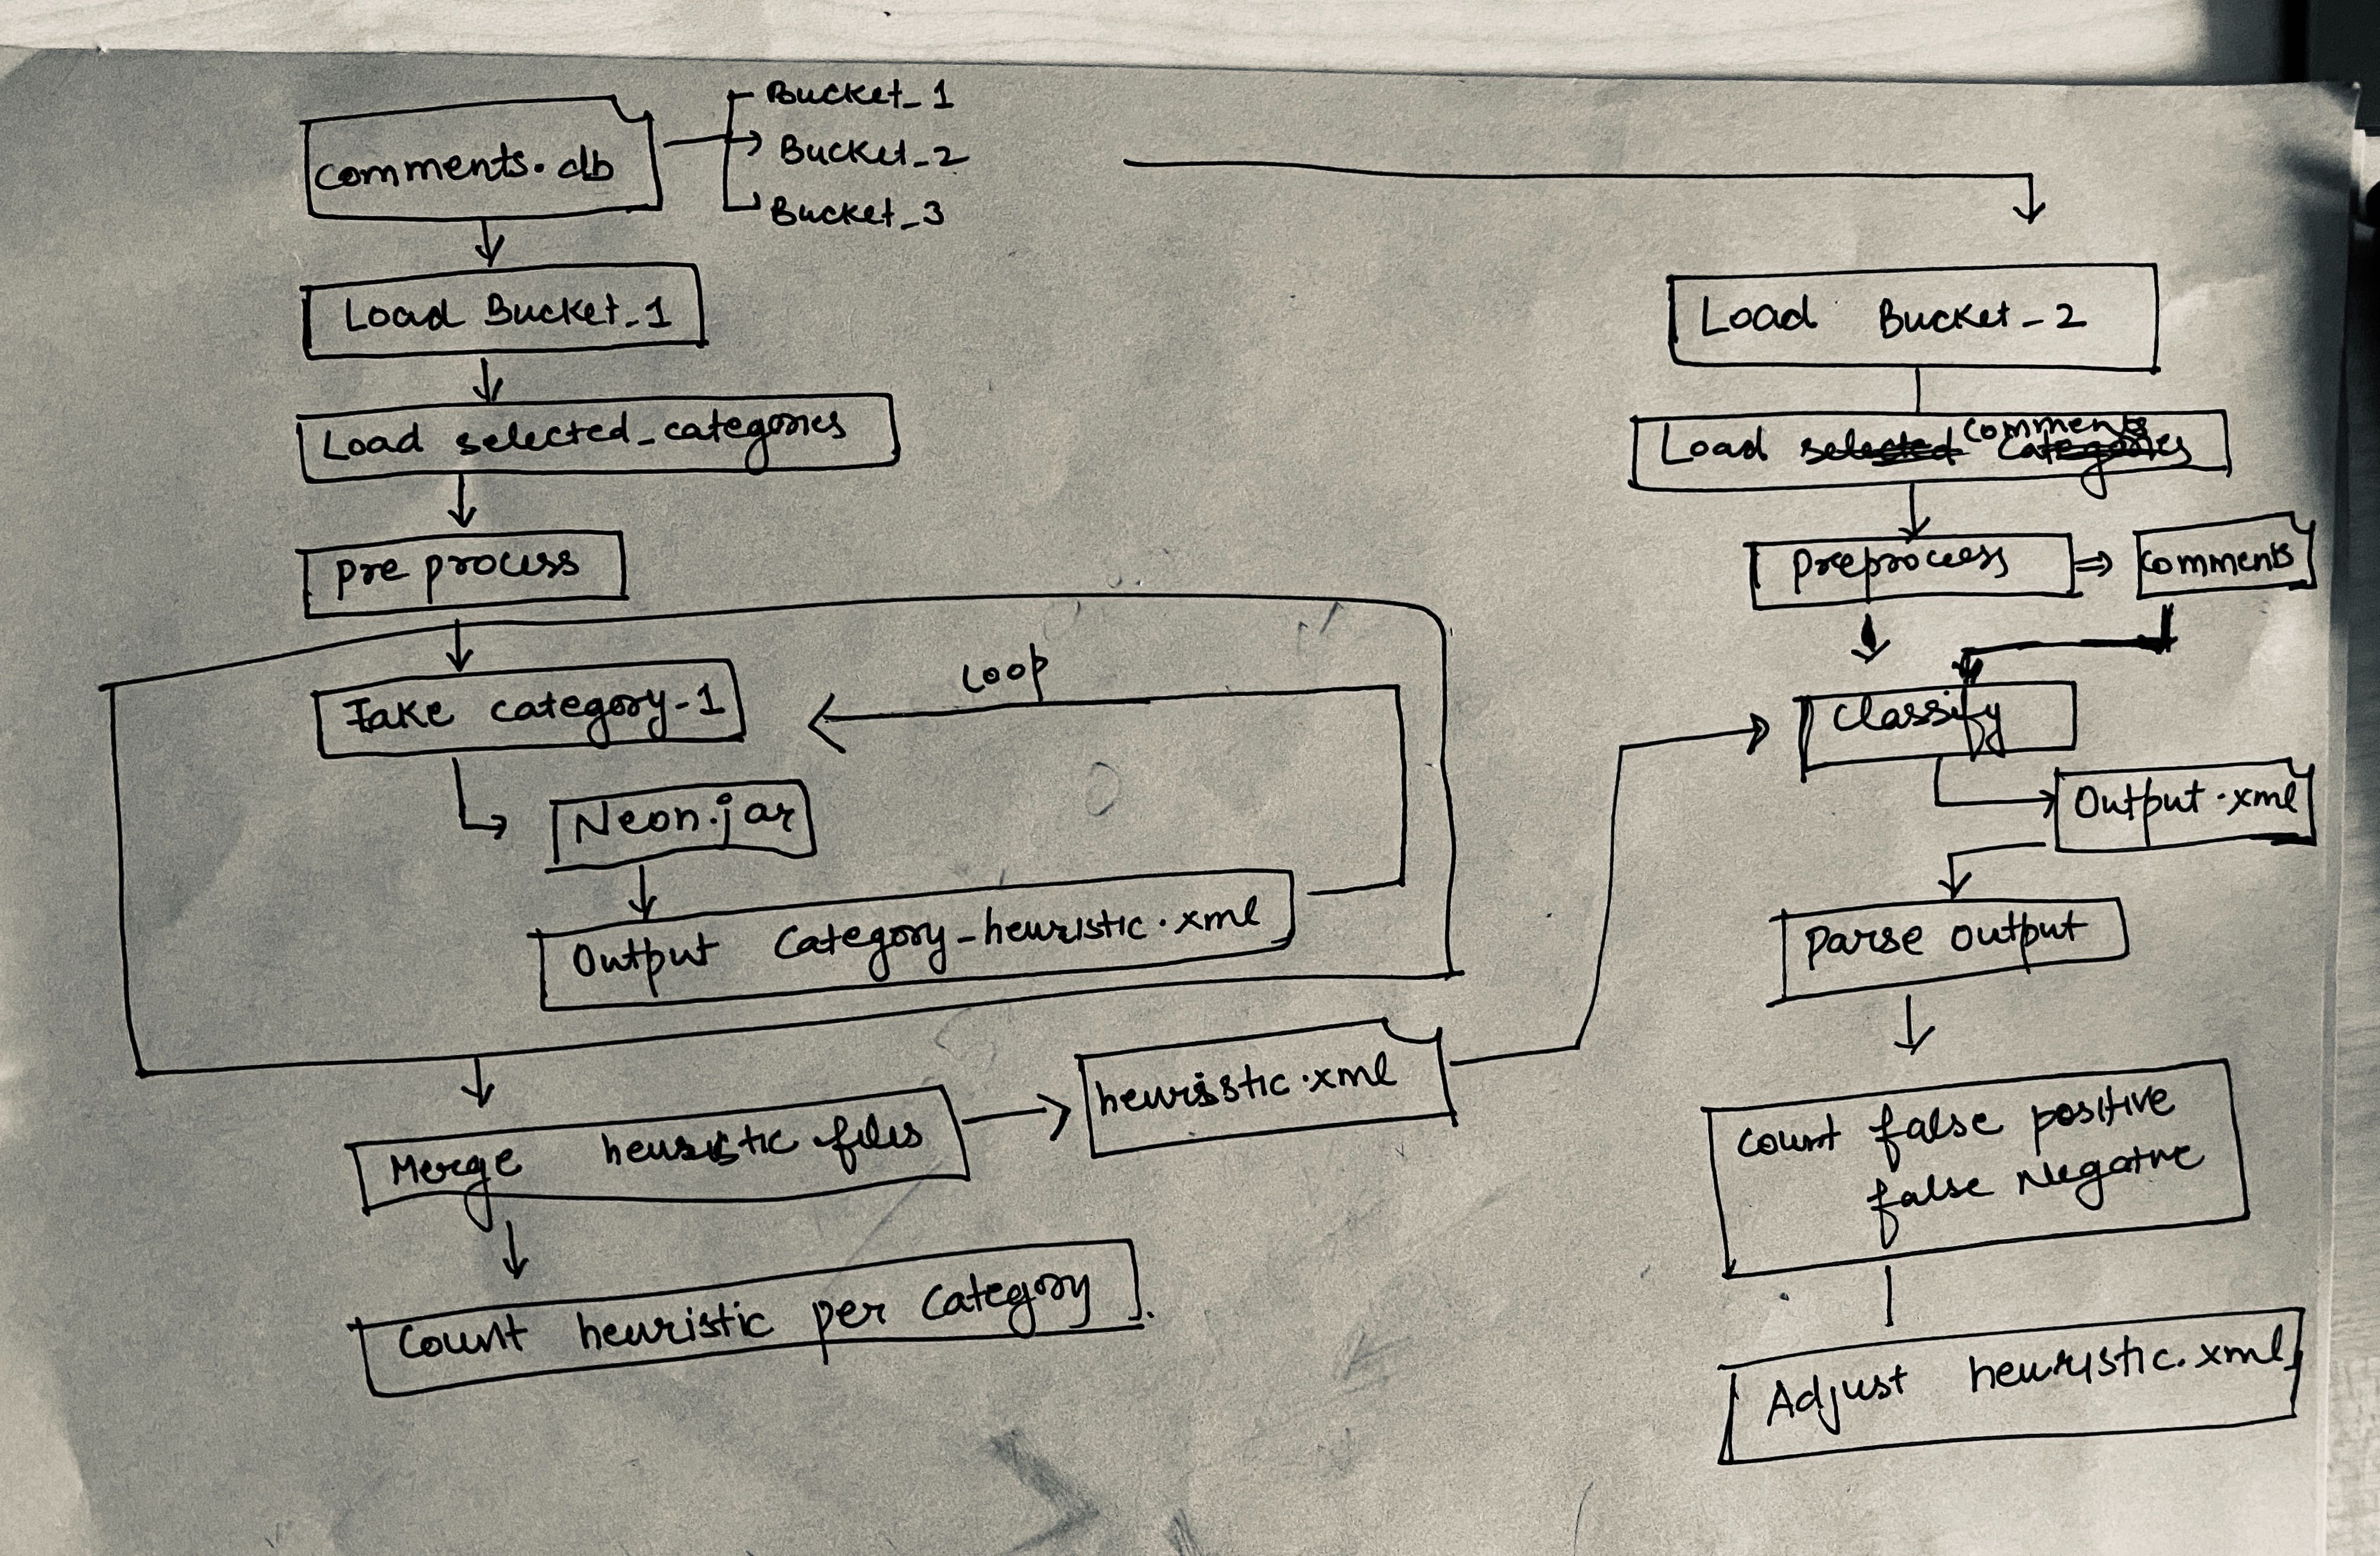 comments.db
Bucket_1
Bucket_2
Bucket_3
Load Bucket_1
Load selected_categories
pre process
Take category-1
Loop
Neon.jar
Output Category-heuristic.xml
Merge heuristic files
heuristic.xml
Count heuristic per Category
Load Bucket-2
Load selected categories comments
Preprocess
Comments
Classify
Output.xml
Parse output
Count false positive
false Negative
Adjust heuristic.xml